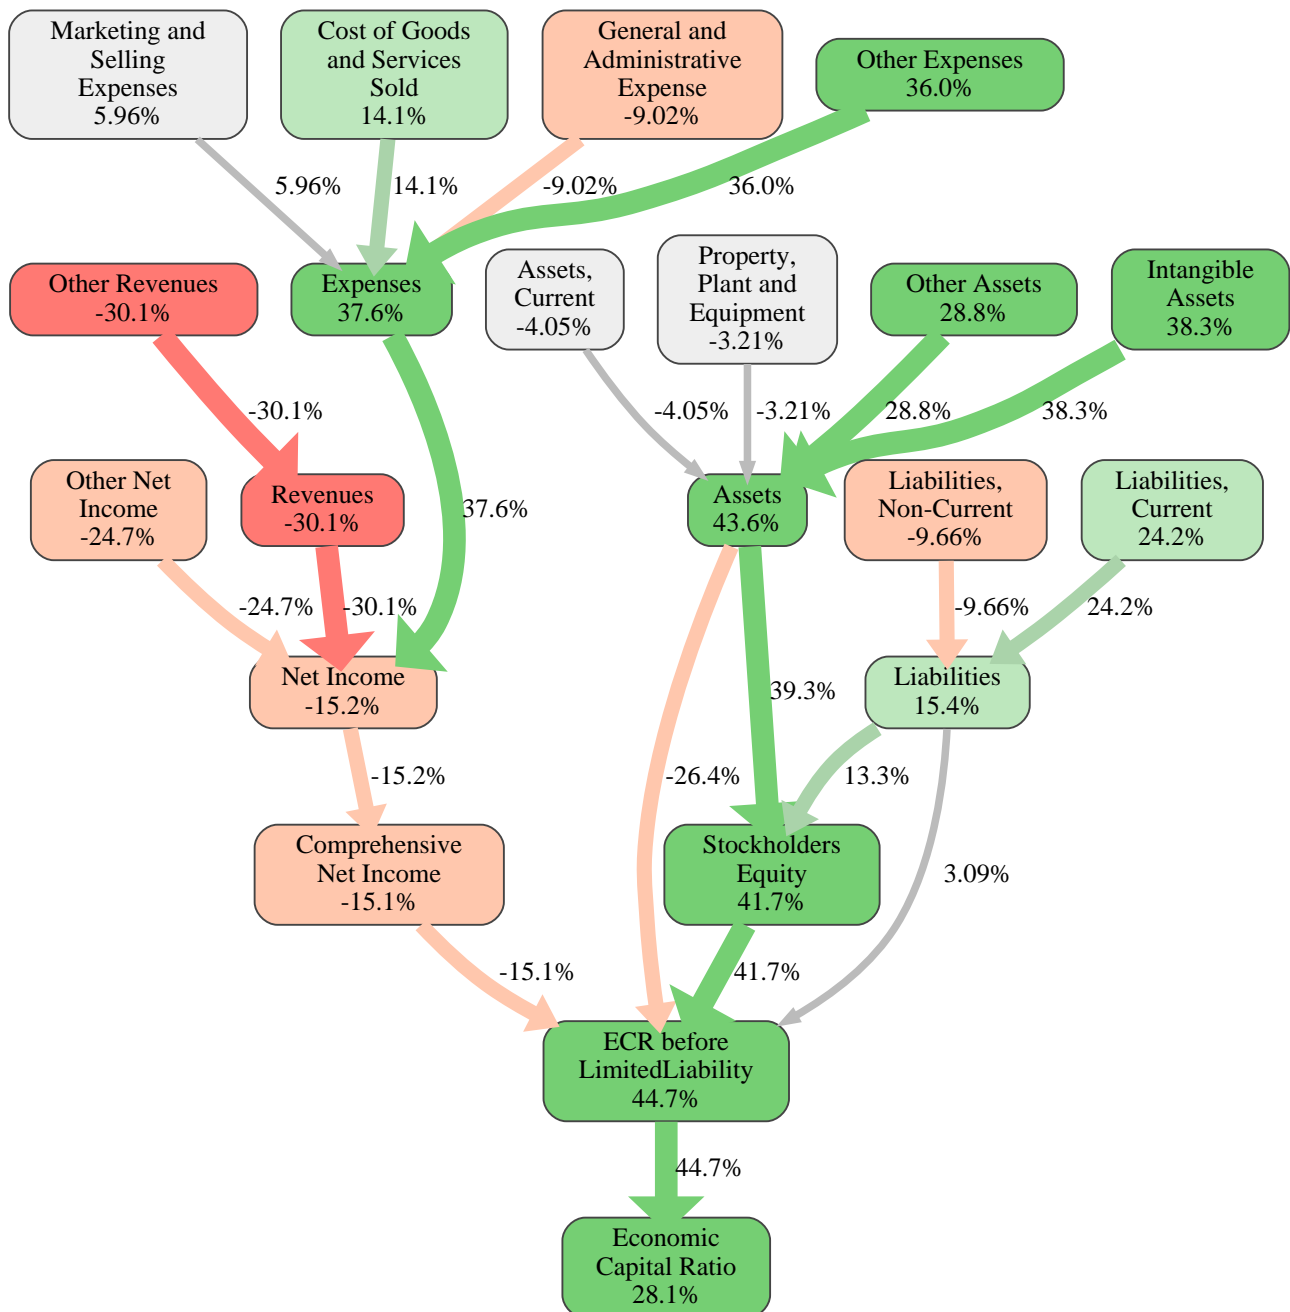 Marketing and
Selling
Expenses
5.96%
Cost of Goods
and Services
Sold
14.1%
General and
Administrative
Expense
-9.02%
Other Expenses
36.0%
5.96%
14.1%
-9.02%
36.0%
Other Revenues
-30.1%
Expenses
37.6%
Assets,
Current
-4.05%
Property,
Plant and
Equipment
-3.21%
Other Assets
28.8%
Intangible
Assets
38.3%
-30.1%
-4.05%
-3.21%
28.8%
38.3%
Other Net
Income
-24.7%
Revenues
-30.1%
37.6%
Assets
43.6%
Liabilities,
Non-Current
-9.66%
Liabilities,
Current
24.2%
-24.7%
-30.1%
-9.66%
24.2%
Net Income
-15.2%
39.3%
Liabilities
15.4%
-15.2%
-26.4%
13.3%
Comprehensive
Net Income
-15.1%
Stockholders
Equity
41.7%
3.09%
-15.1%
41.7%
ECR before
LimitedLiability
44.7%
44.7%
Economic
Capital Ratio
28.1%